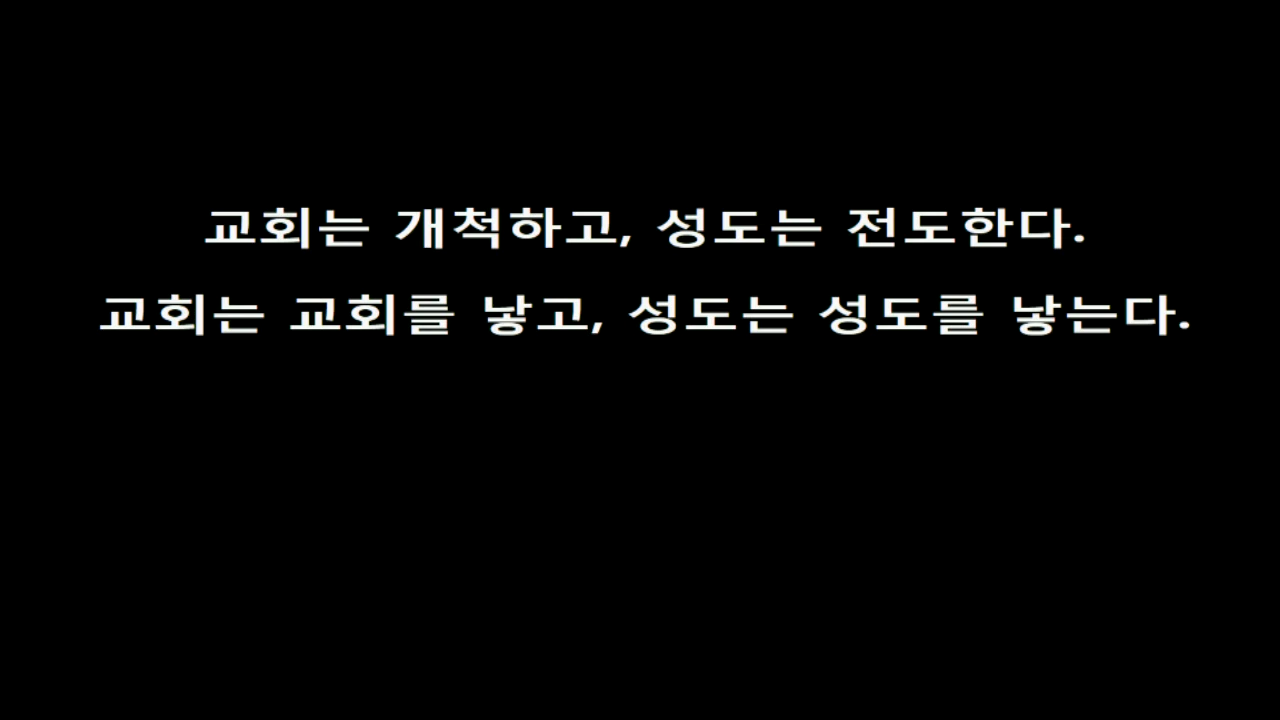 교회는 개척하고, 성도는 전도한다.
교회는 교회를 낳고, 성도는 성도를 낳는다.